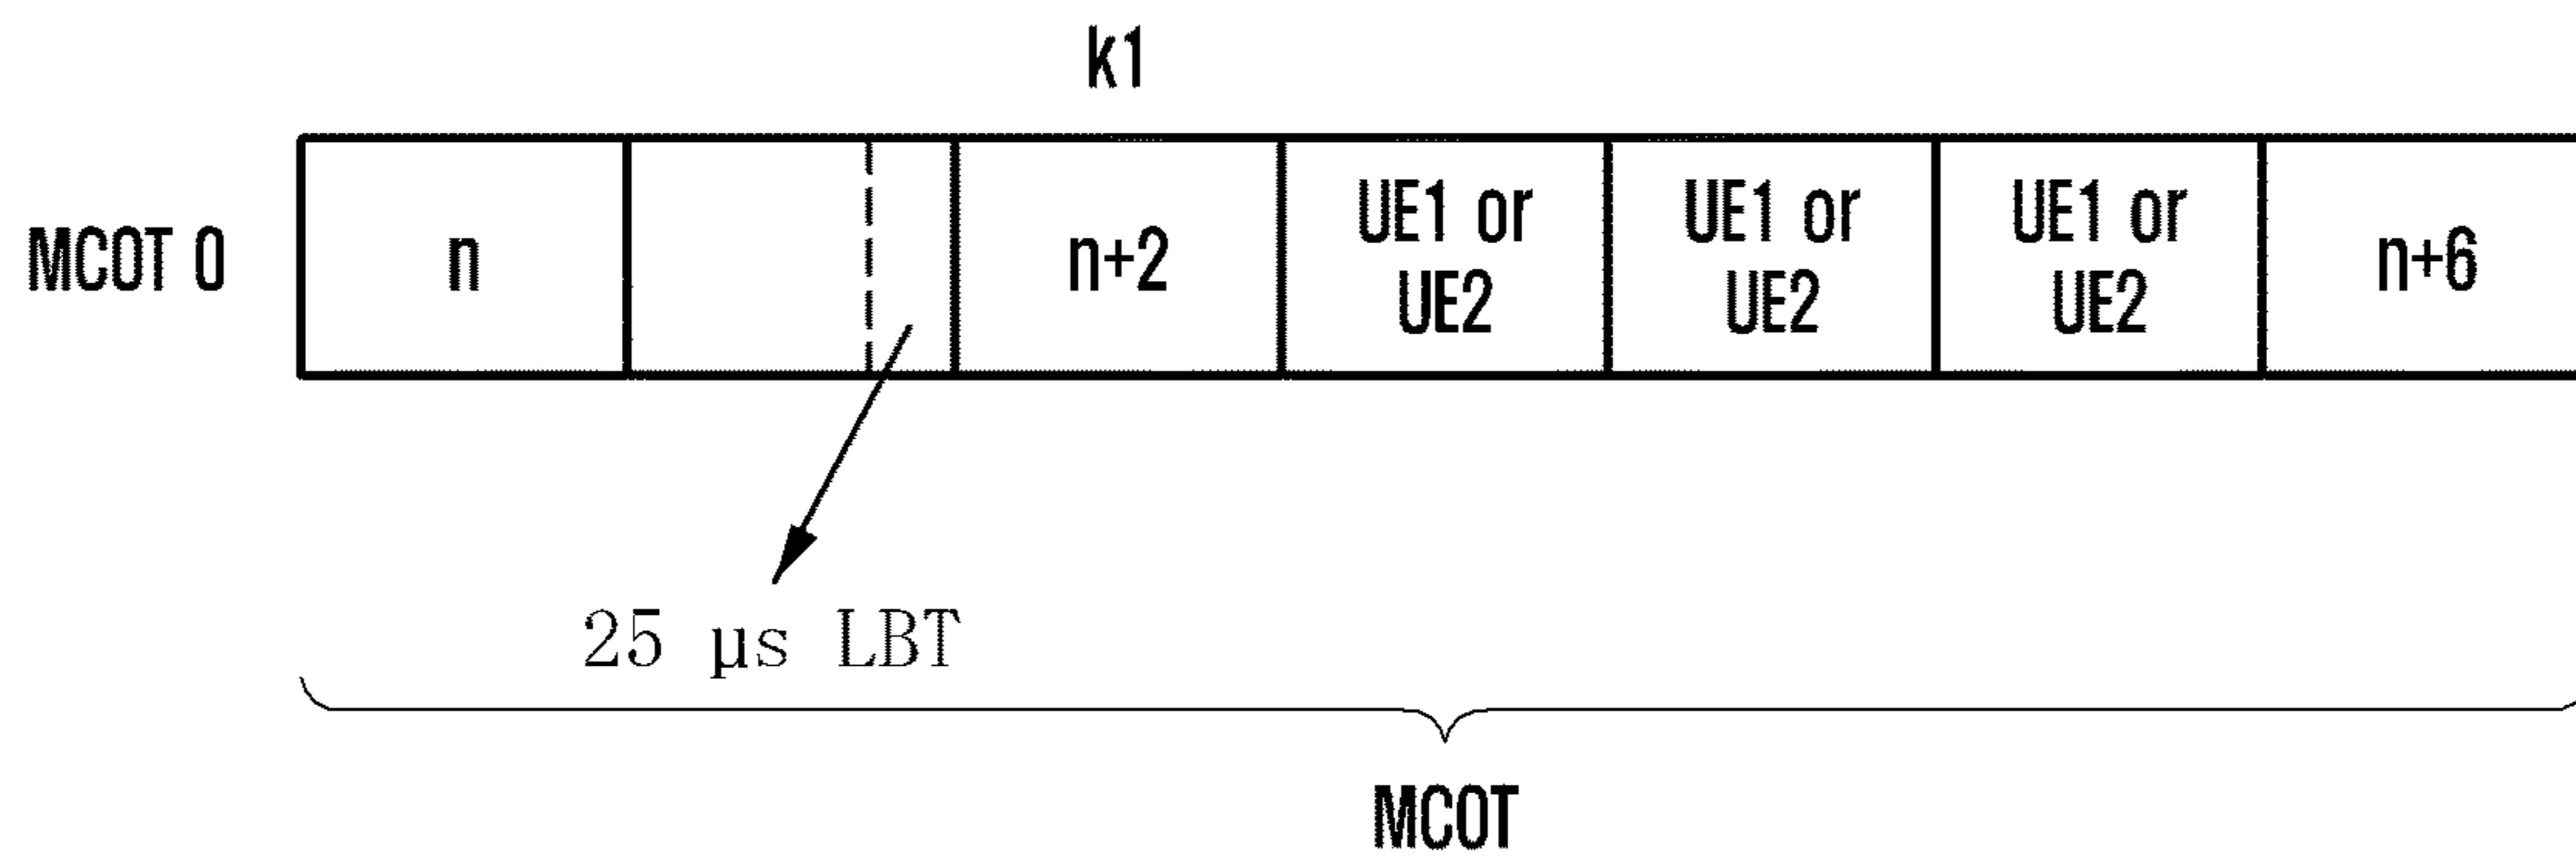 k1
MCOT 0
n
n+2
UE1 or
UE2
UE1 or
UE2
UE1 or
UE2
n+6
25 μs LBT
MCOT